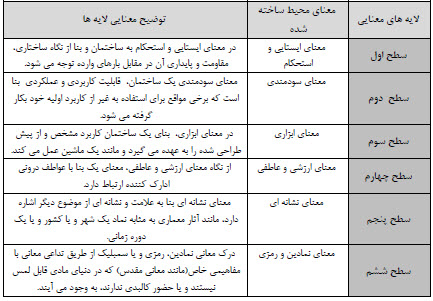 لایه های معنایی
معنای محیط ساخته
شده
توضیح معنایی لایه ها
سطح اول
معنای ایستایی و
استحکام
در معنای ایستایی و استحکام به ساختمان و بنا از نگاه ساختاری،
مقاومت و پایداری آن در مقابل بارهای وارده توجه می شود.
سطح دوم
معنای سودمندی
معنای سودمندی یک ساختمان، قابلیت کاربردی و عملکردی بنا
است که برخی مواقع برای استفاده به غیر از کاربرد اولیه خود بکار
گرفته می شود.
سطح سوم
معنای ابزاری
در معنای ابزاری، بنای یک ساختمان کاربرد مشخص و از پیش
طراحی شده را به عهده می گیرد و مانند یک ماشین عمل می کند.
سطح چهارم
معنای ارزشی و عاطفی
از نگاه معنای ارزشی و عاطفی، معنای یک بنا با عواطف درونی
ادارک کننده ارتباط دارد.
سطح پنجم
معنای نشانه ای
معنای نشانه ای بنا به علامت و نشانه ای از موضوع دیگر اشاره
دارد، مانند آثار معماری به مثابه نماد یک شهر و یا کشور و یا یک
دوره زمانی.
سطح ششم
معنای نمادین و رمزی
درک معانی نمادین، رمزی و یا سمبلیک از طریق تداعی معانی با
مفاهیمی خاص(مانند معانی مقدس) که در دنیای مادی قابل لمس
نیستند و یا حضور کالبدی ندارند، به وجود می آیند.